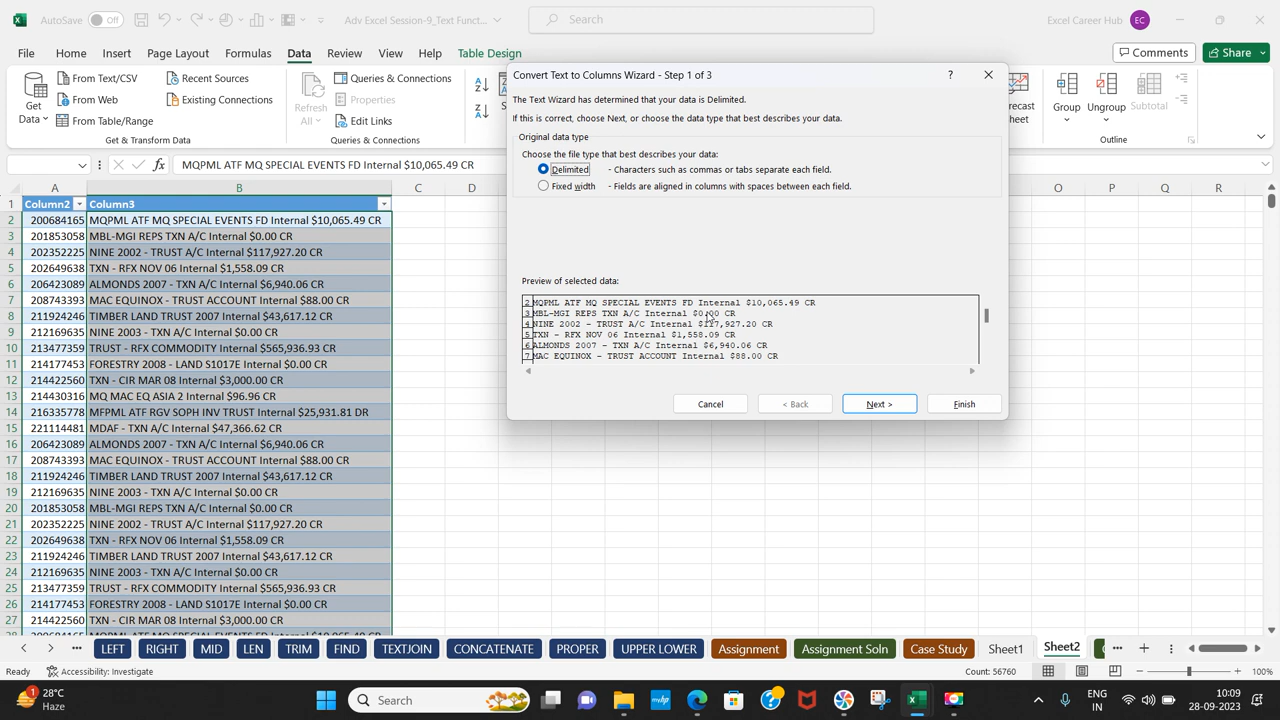 AutoSave Off Adv Excel Session-9_Text Funct... Search Excel Career Hub EC
File Home Insert Page Layout Formulas Data Review View Help Table Design Comments Share
Get Data
From Text/CSV
From Web
From Table/Range
Recent Sources
Existing Connections
Get & Transform Data
Refresh All
Queries & Connections
Properties
Edit Links
Queries & Connections
Group Ungroup Subtotal
Outline
Convert Text to Columns Wizard - Step 1 of 3 ?
The Text Wizard has determined that your data is Delimited.
If this is correct, choose Next, or choose the data type that best describes your data.
Original data type
Choose the file type that best describes your data:
Delimited - Characters such as commas or tabs separate each field.
Fixed width - Fields are aligned in columns with spaces between each field.
Preview of selected data:
2 MQPML ATF MQ SPECIAL EVENTS FD Internal $10,065.49 CR
3 MBL-MGI REPS TXN A/C Internal $0.00 CR
4 NINE 2002 - TRUST A/C Internal $117,927.20 CR
5 TXN - RFX NOV 06 Internal $1,558.09 CR
6 ALMONDS 2007 - TXN A/C Internal $6,940.06 CR
7 MAC EQUINOX - TRUST ACCOUNT Internal $88.00 CR
Cancel < Back Next > Finish
fx MQPML ATF MQ SPECIAL EVENTS FD Internal $10,065.49 CR
A B C D O P Q R
1 Column2 Column3
2 200684165 MQPML ATF MQ SPECIAL EVENTS FD Internal $10,065.49 CR
3 201853058 MBL-MGI REPS TXN A/C Internal $0.00 CR
4 202352225 NINE 2002 - TRUST A/C Internal $117,927.20 CR
5 202649638 TXN - RFX NOV 06 Internal $1,558.09 CR
6 206423089 ALMONDS 2007 - TXN A/C Internal $6,940.06 CR
7 208743393 MAC EQUINOX - TRUST ACCOUNT Internal $88.00 CR
8 211924246 TIMBER LAND TRUST 2007 Internal $43,617.12 CR
9 212169635 NINE 2003 - TXN A/C Internal $0.00 CR
10 213477359 TRUST - RFX COMMODITY Internal $565,936.93 CR
11 214177453 FORESTRY 2008 - LAND S1017E Internal $0.00 CR
12 214422560 TXN - CIR MAR 08 Internal $3,000.00 CR
13 214430316 MQ MAC EQ ASIA 2 Internal $96.96 CR
14 216335778 MFPML ATF RGV SOPH INV TRUST Internal $25,931.81 DR
15 221114481 MDAF - TXN A/C Internal $47,366.62 CR
16 206423089 ALMONDS 2007 - TXN A/C Internal $6,940.06 CR
17 208743393 MAC EQUINOX - TRUST ACCOUNT Internal $88.00 CR
18 211924246 TIMBER LAND TRUST 2007 Internal $43,617.12 CR
19 212169635 NINE 2003 - TXN A/C Internal $0.00 CR
20 201853058 MBL-MGI REPS TXN A/C Internal $0.00 CR
21 202352225 NINE 2002 - TRUST A/C Internal $117,927.20 CR
22 202649638 TXN - RFX NOV 06 Internal $1,558.09 CR
23 211924246 TIMBER LAND TRUST 2007 Internal $43,617.12 CR
24 212169635 NINE 2003 - TXN A/C Internal $0.00 CR
25 213477359 TRUST - RFX COMMODITY Internal $565,936.93 CR
26 214177453 FORESTRY 2008 - LAND S1017E Internal $0.00 CR
27 214422560 TXN - CIR MAR 08 Internal $3,000.00 CR
28 200684165 MQPML ATF MQ SPECIAL EVENTS FD Internal $10,065.49 CR
LEFT RIGHT MID LEN TRIM FIND TEXTJOIN CONCATENATE PROPER UPPER LOWER Assignment Assignment Soln Case Study Sheet1 Sheet2
Ready Accessibility: Investigate Count: 56760 100%
28°C
Haze
Search
ENG
IN
10:09
28-09-2023